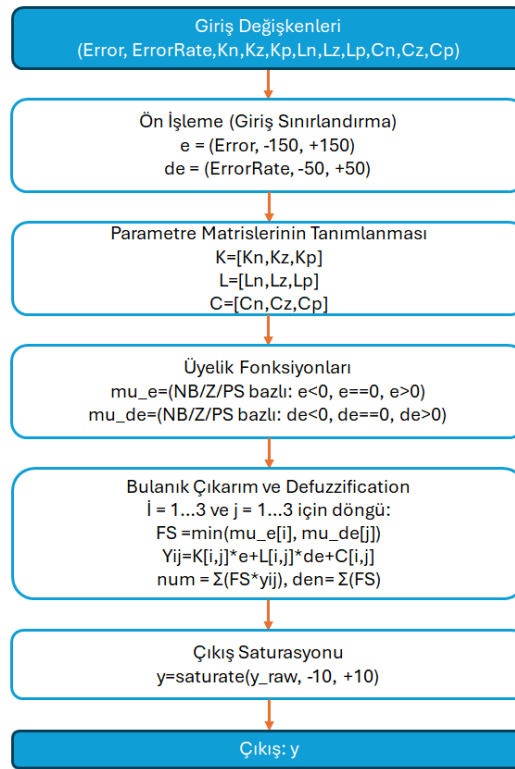 Giriş Değişkenleri
(Error, ErrorRate,Kn,Kz,Kp,Ln,Lz,Lp,Cn,Cz,Cp)
Ön İşleme (Giriş Sınırlandırma)
e = (Error, -150, +150)
de = (ErrorRate, -50, +50)
Parametre Matrislerinin Tanımlanması
K=[Kn,Kz,Kp]
L=[Ln,Lz,Lp]
C=[Cn,Cz,Cp]
Üyelik Fonksiyonları
mu_e=(NB/Z/PS bazlı: e<0, e==0, e>0)
mu_de=(NB/Z/PS bazlı: de<0, de==0, de>0)
Bulanık Çıkarım ve Defuzzification
İ = 1...3 ve j = 1...3 için döngü:
FS =min(mu_e[i], mu_de[j])
Yij=K[i,j]*e+L[i,j]*de+C[i,j]
num = Σ(FS*yij), den= Σ(FS)
Çıkış Saturasyonu
y=saturate(y_raw, -10, +10)
Çıkış: y